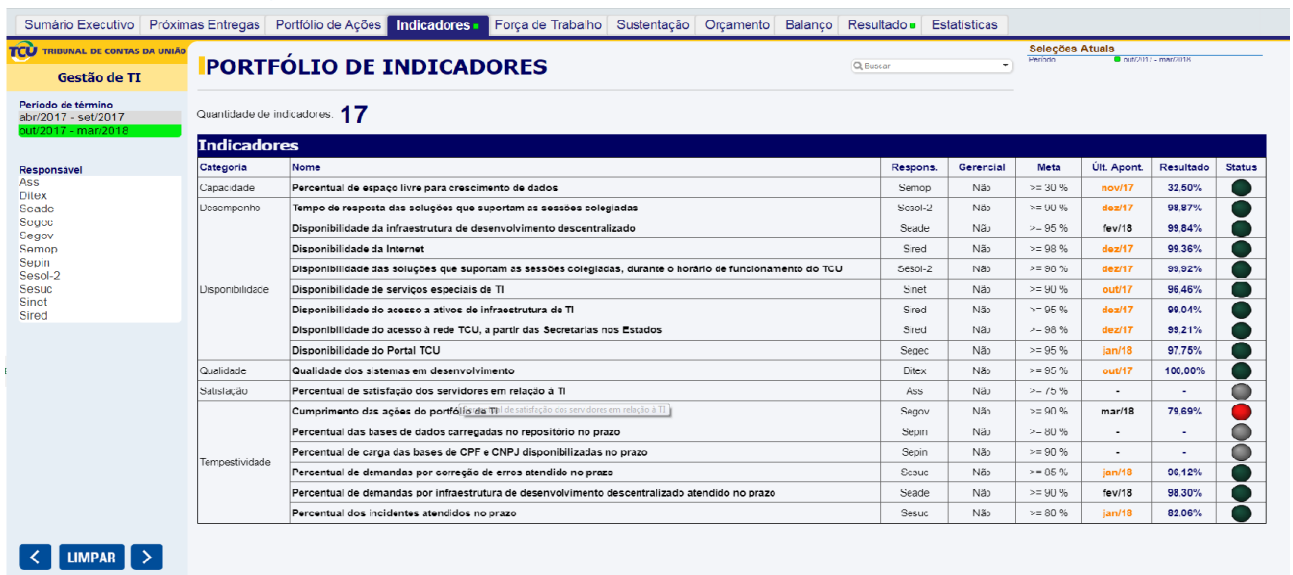 Sumário Executivo Próximas Entregas Portfólio de Ações Indicadores Força de Trabalho Sustentação Orçamento Balanço Resultado Estatísticas
TCU TRIBUNAL DE CONTAS DA UNIÃO
Gestão de TI
PORTFÓLIO DE INDICADORES
Buscar
Seleções Atuais
Período out/2017 - mar/2018
Período de término
abr/2017 - set/2017
out/2017 - mar/2018
Quantidade de indicadores: 17
Responsável
Ass
Ditex
Seade
Segec
Segov
Semop
Sepin
Sesol-2
Sesuc
Sinet
Sired
Indicadores
Categoria Nome Respons. Gerencial Meta Últ. Apont. Resultado Status
Capacidade Percentual de espaço livre para crescimento de dados Semop Não >= 30 % nov/17 32,50%
Desempenho Tempo de resposta das soluções que suportam as sessões colegiadas Sesol-2 Não >= 90 % dez/17 98,87%
Disponibilidade da infraestrutura de desenvolvimento descentralizado Seade Não >= 95 % fev/18 99,84%
Disponibilidade da Internet Sired Não >= 98 % dez/17 99,36%
Disponibilidade das soluções que suportam as sessões colegiadas, durante o horário de funcionamento do TCU Sesol-2 Não >= 98 % dez/17 99,92%
Disponibilidade Disponibilidade de serviços especiais de TI Sinet Não >= 90 % out/17 96,46%
Disponibilidade do acesso a ativos de infraestrutura de TI Sired Não >= 95 % dez/17 99,04%
Disponibilidade do acesso à rede TCU, a partir das Secretarias nos Estados Sired Não >= 98 % dez/17 99,21%
Disponibilidade do Portal TCU Segec Não >= 95 % jan/18 97,75%
Qualidade Qualidade dos sistemas em desenvolvimento Ditex Não >= 95 % out/17 100,00%
Satisfação Percentual de satisfação dos servidores em relação à TI Ass Não >= 75 % - -
Cumprimento das ações do portfólio de TI Segov Não >= 90 % mar/18 79,69%
Percentual das bases de dados carregadas no repositório no prazo Sepin Não >= 80 % - -
Percentual de carga das bases de CPF e CNPJ disponibilizadas no prazo Sepin Não >= 90 % - -
Tempestividade Percentual de demandas por correção de erros atendido no prazo Sesuc Não >= 85 % jan/18 96,12%
Percentual de demandas por infraestrutura de desenvolvimento descentralizado atendido no prazo Seade Não >= 90 % fev/18 98,30%
Percentual dos incidentes atendidos no prazo Sesuc Não >= 80 % jan/18 82,06%
LIMPAR